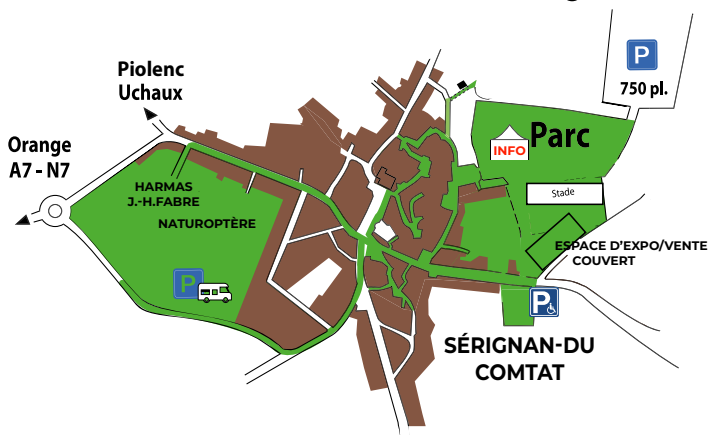 P
750 pl.
Piolenc
Uchaux
Orange
A7 - N7
Parc
INFO
HARMAS
J.-H.FABRE
Stade
NATUROPTÈRE
ESPACE D'EXPO/VENTE
COUVERT
P
P
SÉRIGNAN-DU
COMTAT